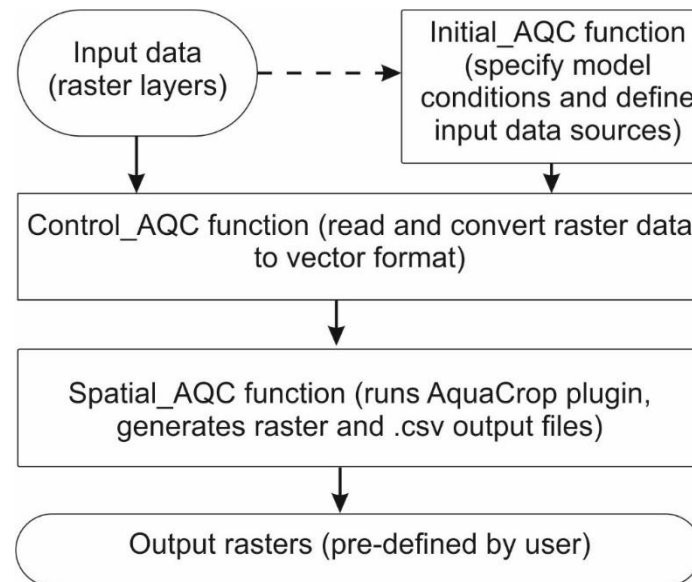 Input data
(raster layers)
Initial_AQC function
(specify model
conditions and define
input data sources)
Control_AQC function (read and convert raster data
to vector format)
Spatial_AQC function (runs AquaCrop plugin,
generates raster and .csv output files)
Output rasters (pre-defined by user)